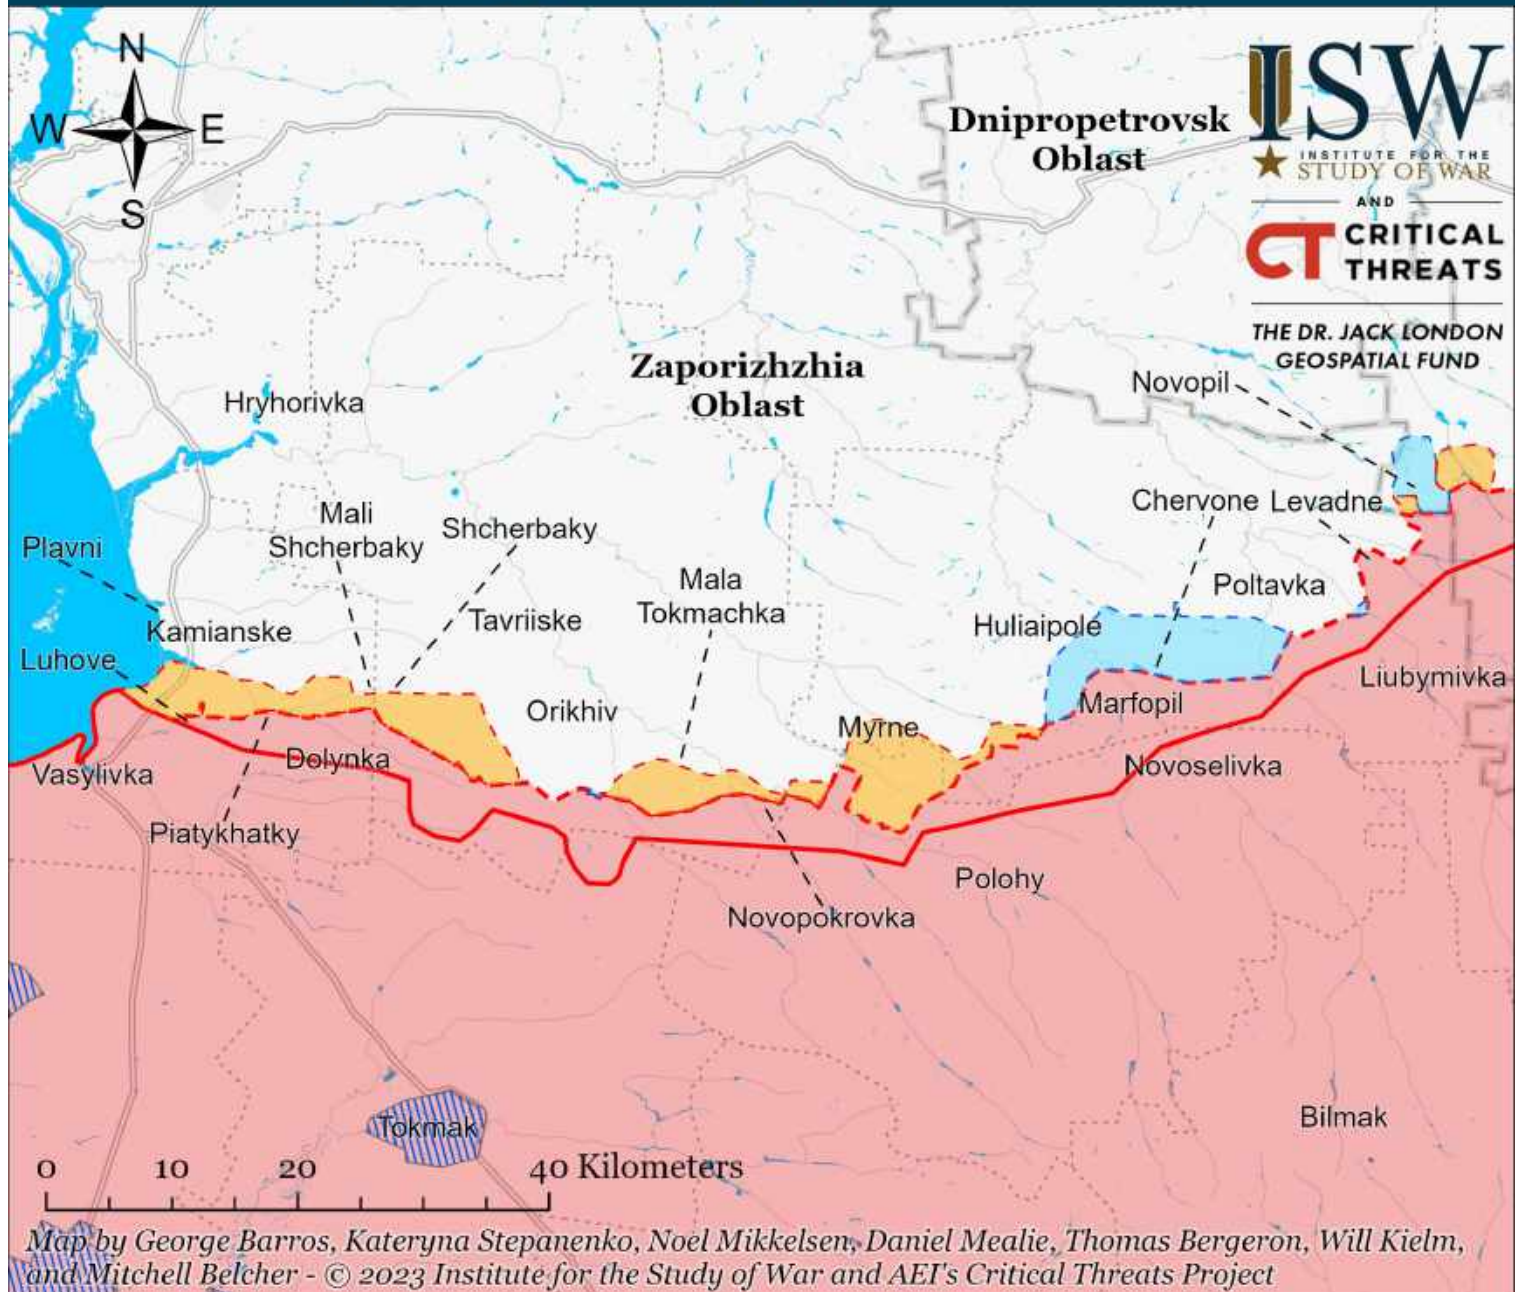 N
W
E
S
Dnipropetrovsk
Oblast
ISW
INSTITUTE FOR THE
STUDY OF WAR
AND
CT CRITICAL
THREATS
THE DR. JACK LONDON
GEOSPATIAL FUND
Zaporizhzhia
Oblast
Novopil
Hryhorivka
Mali
Shcherbaky
Shcherbaky
Chervone
Levadne
Plavni
Mala
Tokmachka
Poltavka
Kamianske
Tavriiske
Huliaipole
Luhove
Liubymivka
Orikhiv
Marfopil
Myrne
Vasylivka
Dolynka
Novoselivka
Piatykhatky
Polohy
Novopokrovka
Tokmak
Bilmak
0 10 20 40 Kilometers
Map by George Barros, Kateryna Stepanenko, Noel Mikkelsen, Daniel Mealie, Thomas Bergeron, Will Kielm,
and Mitchell Belcher - © 2023 Institute for the Study of War and AEI's Critical Threats Project